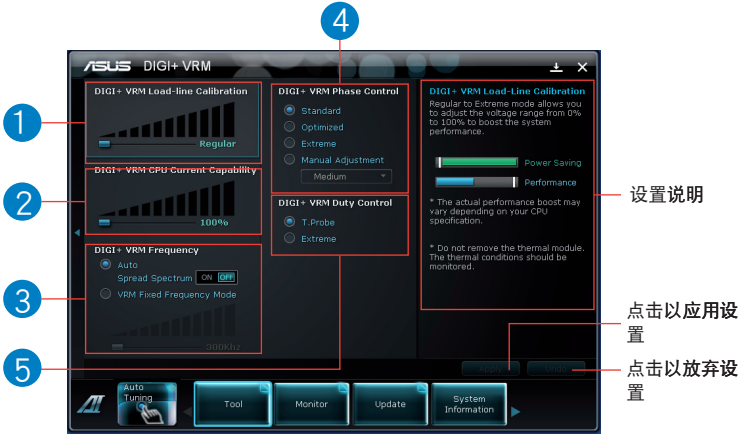 4
ASUS DIGI+ VRM
1
DIGI+ VRM Load-line Calibration
Regular
2
DIGI+ VRM CPU Current Capability
100%
3
DIGI+ VRM Frequency
Auto
Spread Spectrum ON OFF
VRM Fixed Frequency Mode
300Khz
DIGI+ VRM Phase Control
Standard
Optimized
Extreme
Manual Adjustment
Medium
DIGI+ VRM Duty Control
T.Probe
Extreme
5
DIGI+ VRM Load-Line Calibration
Regular to Extreme mode allows you
to adjust the voltage range from 0%
to 100% to boost the system
performance.
Power Saving
Performance
* The actual performance boost may
vary depending on your CPU
specification.
* Do not remove the thermal module.
The thermal conditions should be
monitored.
设置说明
点击以应用设
置
点击以放弃设
置
Apply
Auto
Tuning
Tool
Monitor
Update
System
Information